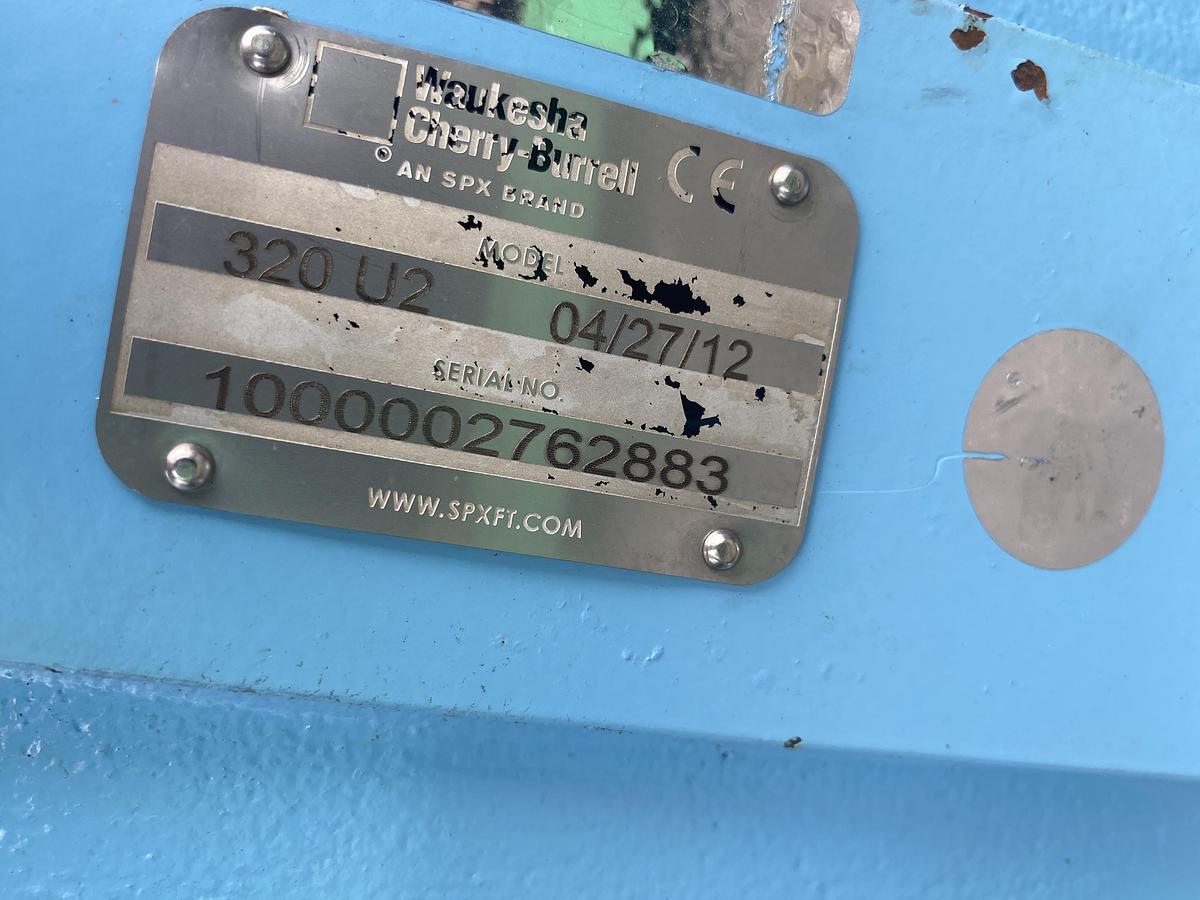 Waukesha
Cherry-Burrell
AN SPX BRAND
CE
MODEL
320 U2 04/27/12
SERIAL NO.
1000002762883
WWW.SPXFT.COM